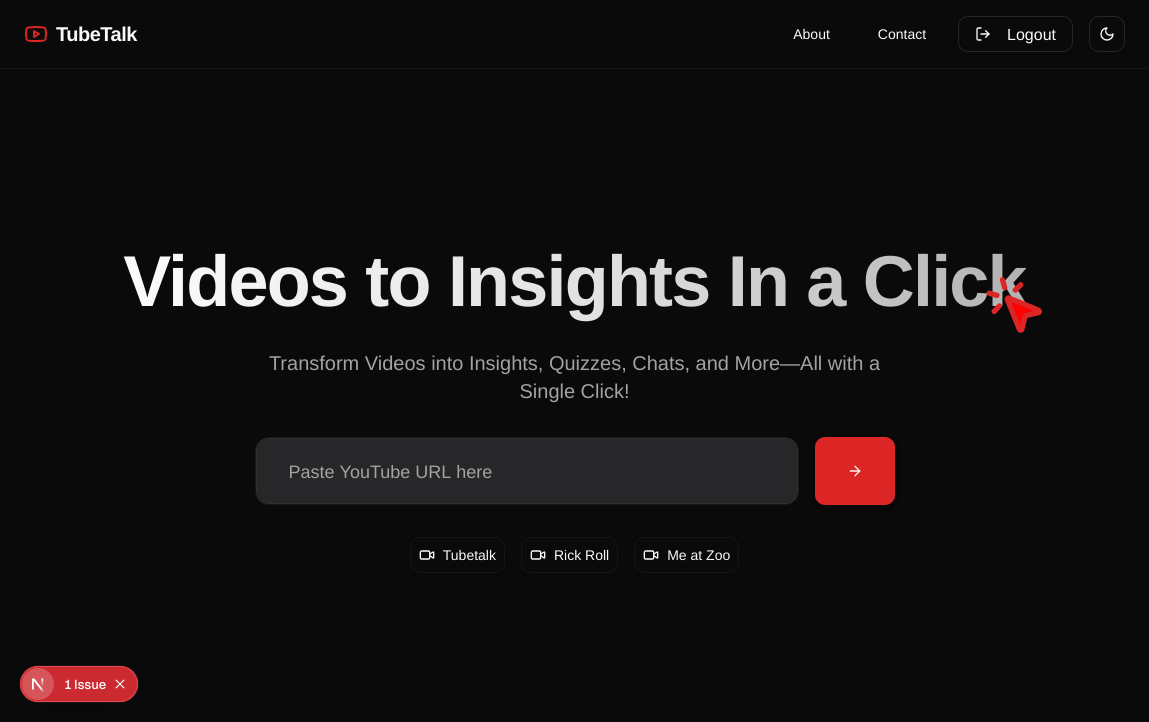 TubeTalk
About
Contact
Logout
Videos to Insights In a Click
Transform Videos into Insights, Quizzes, Chats, and More—All with a
Single Click!
Paste YouTube URL here
Tubetalk
Rick Roll
Me at Zoo
N
1 Issue